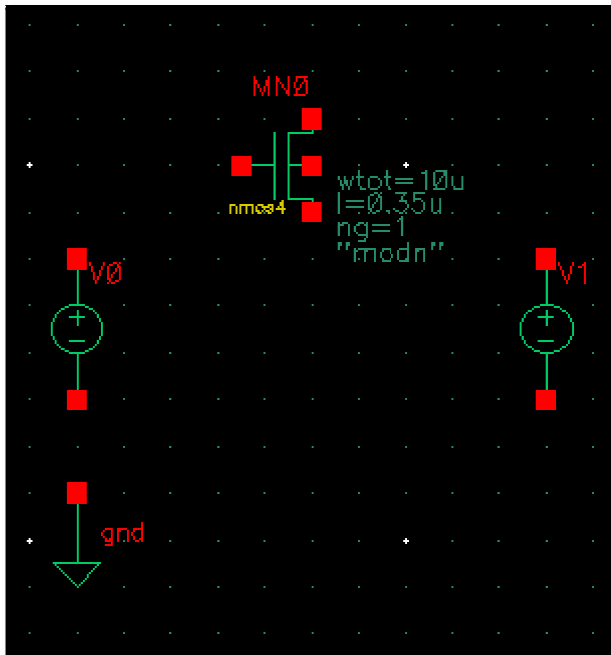 MN0
nmos4
wtot=10u
l=0.35u
ng=1
"modn"
V0
V1
gnd